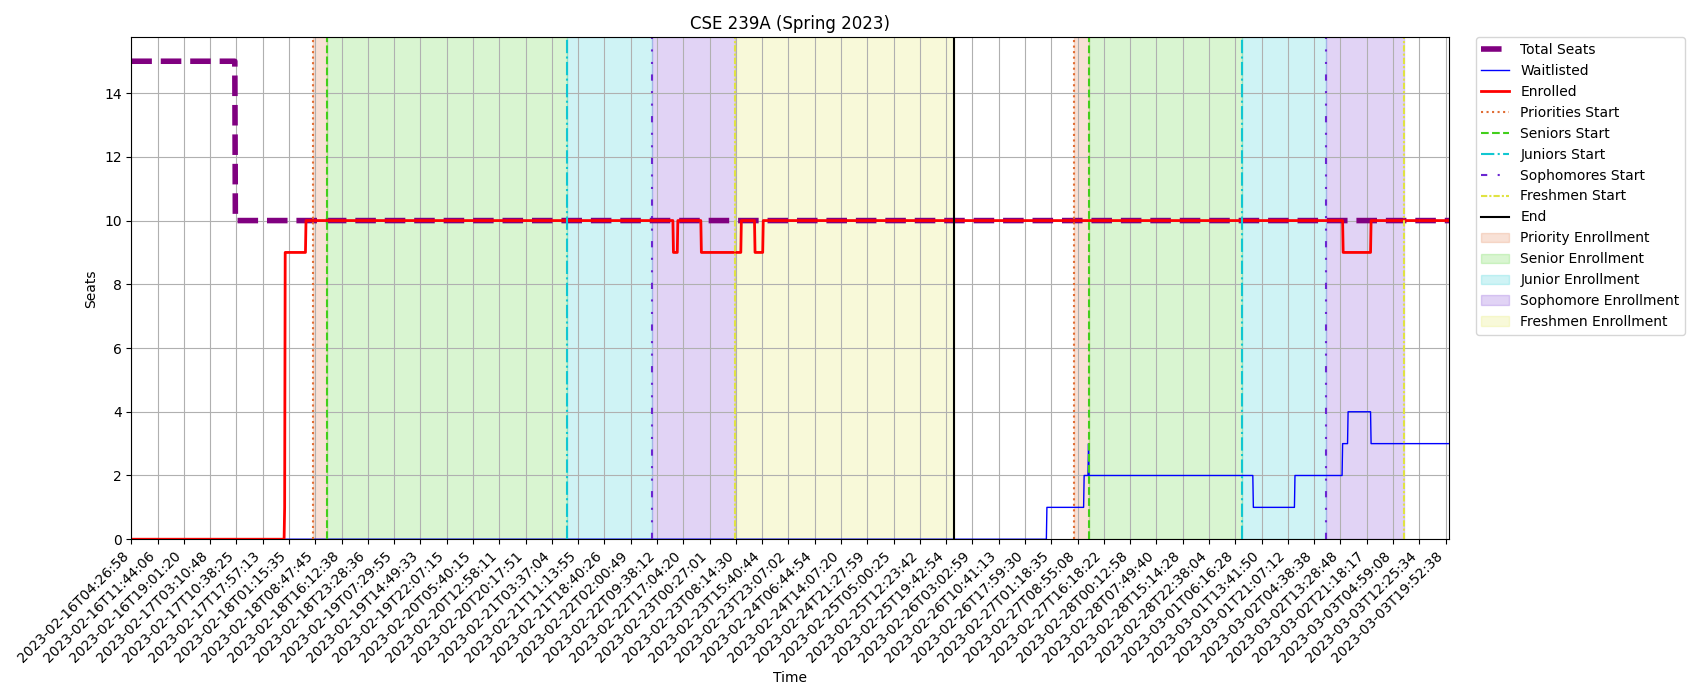 CSE 239A (Spring 2023)
Total Seats
Waitlisted
Enrolled
Priorities Start
Seniors Start
Juniors Start
Sophomores Start
Freshmen Start
End
Priority Enrollment
Senior Enrollment
Junior Enrollment
Sophomore Enrollment
Freshmen Enrollment
Seats
14
12
10
8
6
4
2
0
2023-02-16T04:26:58
2023-02-16T11:44:06
2023-02-16T19:01:20
2023-02-17T03:10:48
2023-02-17T10:38:25
2023-02-17T17:57:13
2023-02-18T01:15:35
2023-02-18T08:47:45
2023-02-18T16:12:38
2023-02-18T23:28:36
2023-02-19T07:29:55
2023-02-19T14:49:33
2023-02-19T22:07:15
2023-02-20T05:40:15
2023-02-20T12:58:11
2023-02-20T20:17:51
2023-02-21T03:37:04
2023-02-21T11:13:55
2023-02-21T18:40:26
2023-02-22T02:00:49
2023-02-22T09:38:12
2023-02-22T17:04:20
2023-02-23T00:27:01
2023-02-23T08:14:30
2023-02-23T15:40:44
2023-02-23T23:07:02
2023-02-24T06:44:54
2023-02-24T14:07:20
2023-02-24T21:27:59
2023-02-25T05:00:25
2023-02-25T12:23:42
2023-02-25T19:42:54
2023-02-26T03:02:59
2023-02-26T10:41:13
2023-02-26T17:59:30
2023-02-27T01:18:35
2023-02-27T08:55:08
2023-02-27T16:18:22
2023-02-28T00:12:58
2023-02-28T07:49:40
2023-02-28T15:14:28
2023-02-28T22:38:04
2023-03-01T06:16:28
2023-03-01T13:41:50
2023-03-01T21:07:12
2023-03-02T04:38:38
2023-03-02T13:28:48
2023-03-02T21:18:17
2023-03-03T04:59:08
2023-03-03T12:25:34
2023-03-03T19:52:38
Time